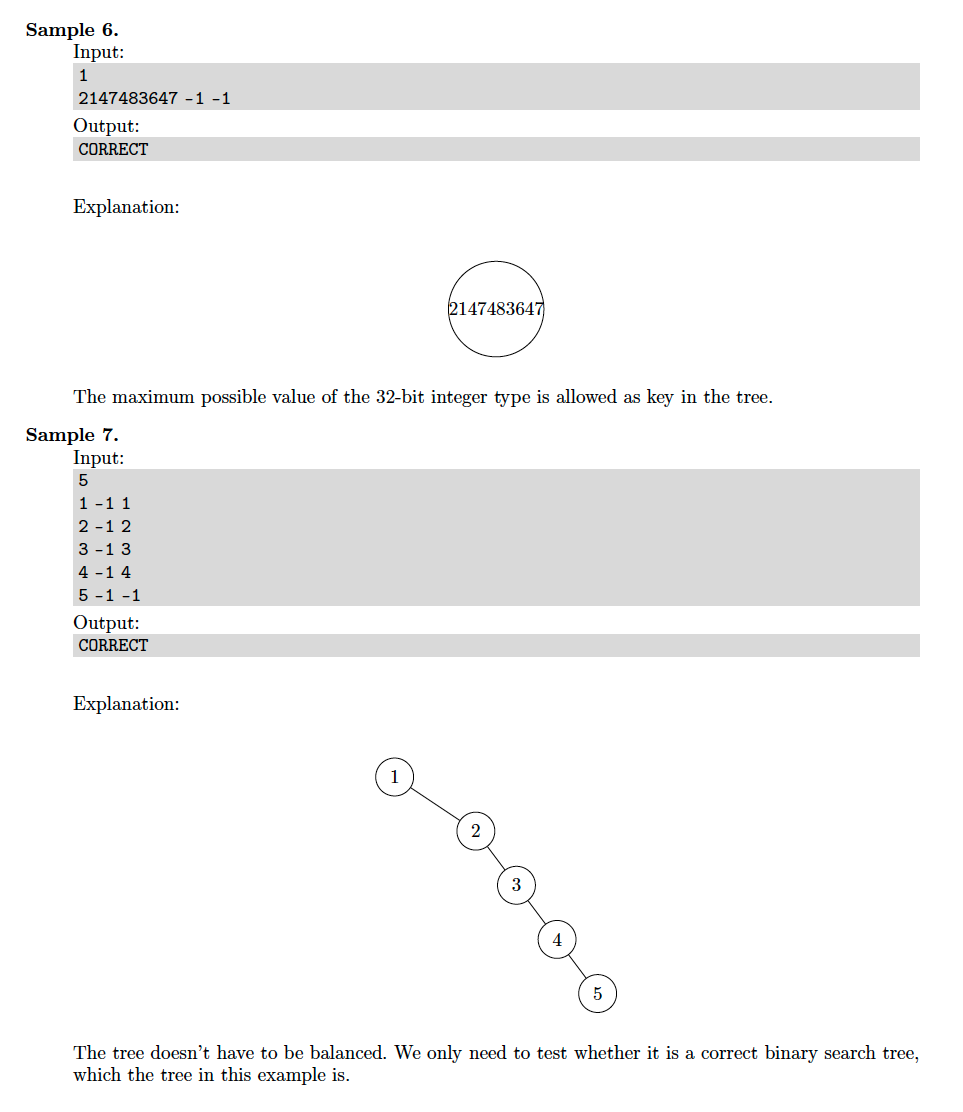 Sample 6.
Input:
1
2147483647 -1 -1
Output:
CORRECT
Explanation:
2147483647
The maximum possible value of the 32-bit integer type is allowed as key in the tree.
Sample 7.
Input:
5
1 -1 1
2 -1 2
3 -1 3
4 -1 4
5 -1 -1
Output:
CORRECT
Explanation:
1
2
3
4
5
The tree doesn't have to be balanced. We only need to test whether it is a correct binary search tree,
which the tree in this example is.